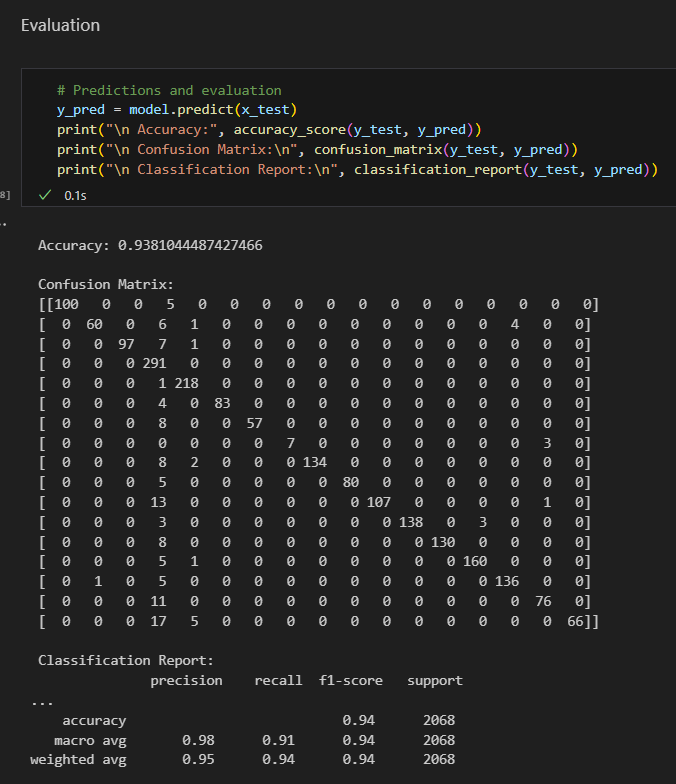 Evaluation
# Predictions and evaluation
y_pred = model.predict(x_test)
print("\n Accuracy:", accuracy_score(y_test, y_pred))
print("\n Confusion Matrix:\n", confusion_matrix(y_test, y_pred))
print("\n Classification Report:\n", classification_report(y_test, y_pred))
8] 0.1s
..
Accuracy: 0.9381044487427466
Confusion Matrix:
[[100 0 0 5 0 0 0 0 0 0 0 0 0 0 0 0 0]
[ 0 60 0 6 1 0 0 0 0 0 0 0 0 0 4 0 0]
[ 0 0 97 7 1 0 0 0 0 0 0 0 0 0 0 0 0]
[ 0 0 0 291 0 0 0 0 0 0 0 0 0 0 0 0 0]
[ 0 0 0 1 218 0 0 0 0 0 0 0 0 0 0 0 0]
[ 0 0 0 4 0 83 0 0 0 0 0 0 0 0 0 0 0]
[ 0 0 0 8 0 0 57 0 0 0 0 0 0 0 0 0 0]
[ 0 0 0 0 0 0 0 7 0 0 0 0 0 0 0 3 0]
[ 0 0 0 8 2 0 0 0 134 0 0 0 0 0 0 0 0]
[ 0 0 0 5 0 0 0 0 0 80 0 0 0 0 0 0 0]
[ 0 0 0 13 0 0 0 0 0 0 107 0 0 0 0 1 0]
[ 0 0 0 3 0 0 0 0 0 0 0 138 0 3 0 0 0]
[ 0 0 0 8 0 0 0 0 0 0 0 0 130 0 0 0 0]
[ 0 0 0 5 1 0 0 0 0 0 0 0 0 160 0 0 0]
[ 0 1 0 5 0 0 0 0 0 0 0 0 0 0 136 0 0]
[ 0 0 0 11 0 0 0 0 0 0 0 0 0 0 0 76 0]
[ 0 0 0 17 5 0 0 0 0 0 0 0 0 0 0 0 66]]
Classification Report:
precision recall f1-score support
...
accuracy 0.94 2068
macro avg 0.98 0.91 0.94 2068
weighted avg 0.95 0.94 0.94 2068